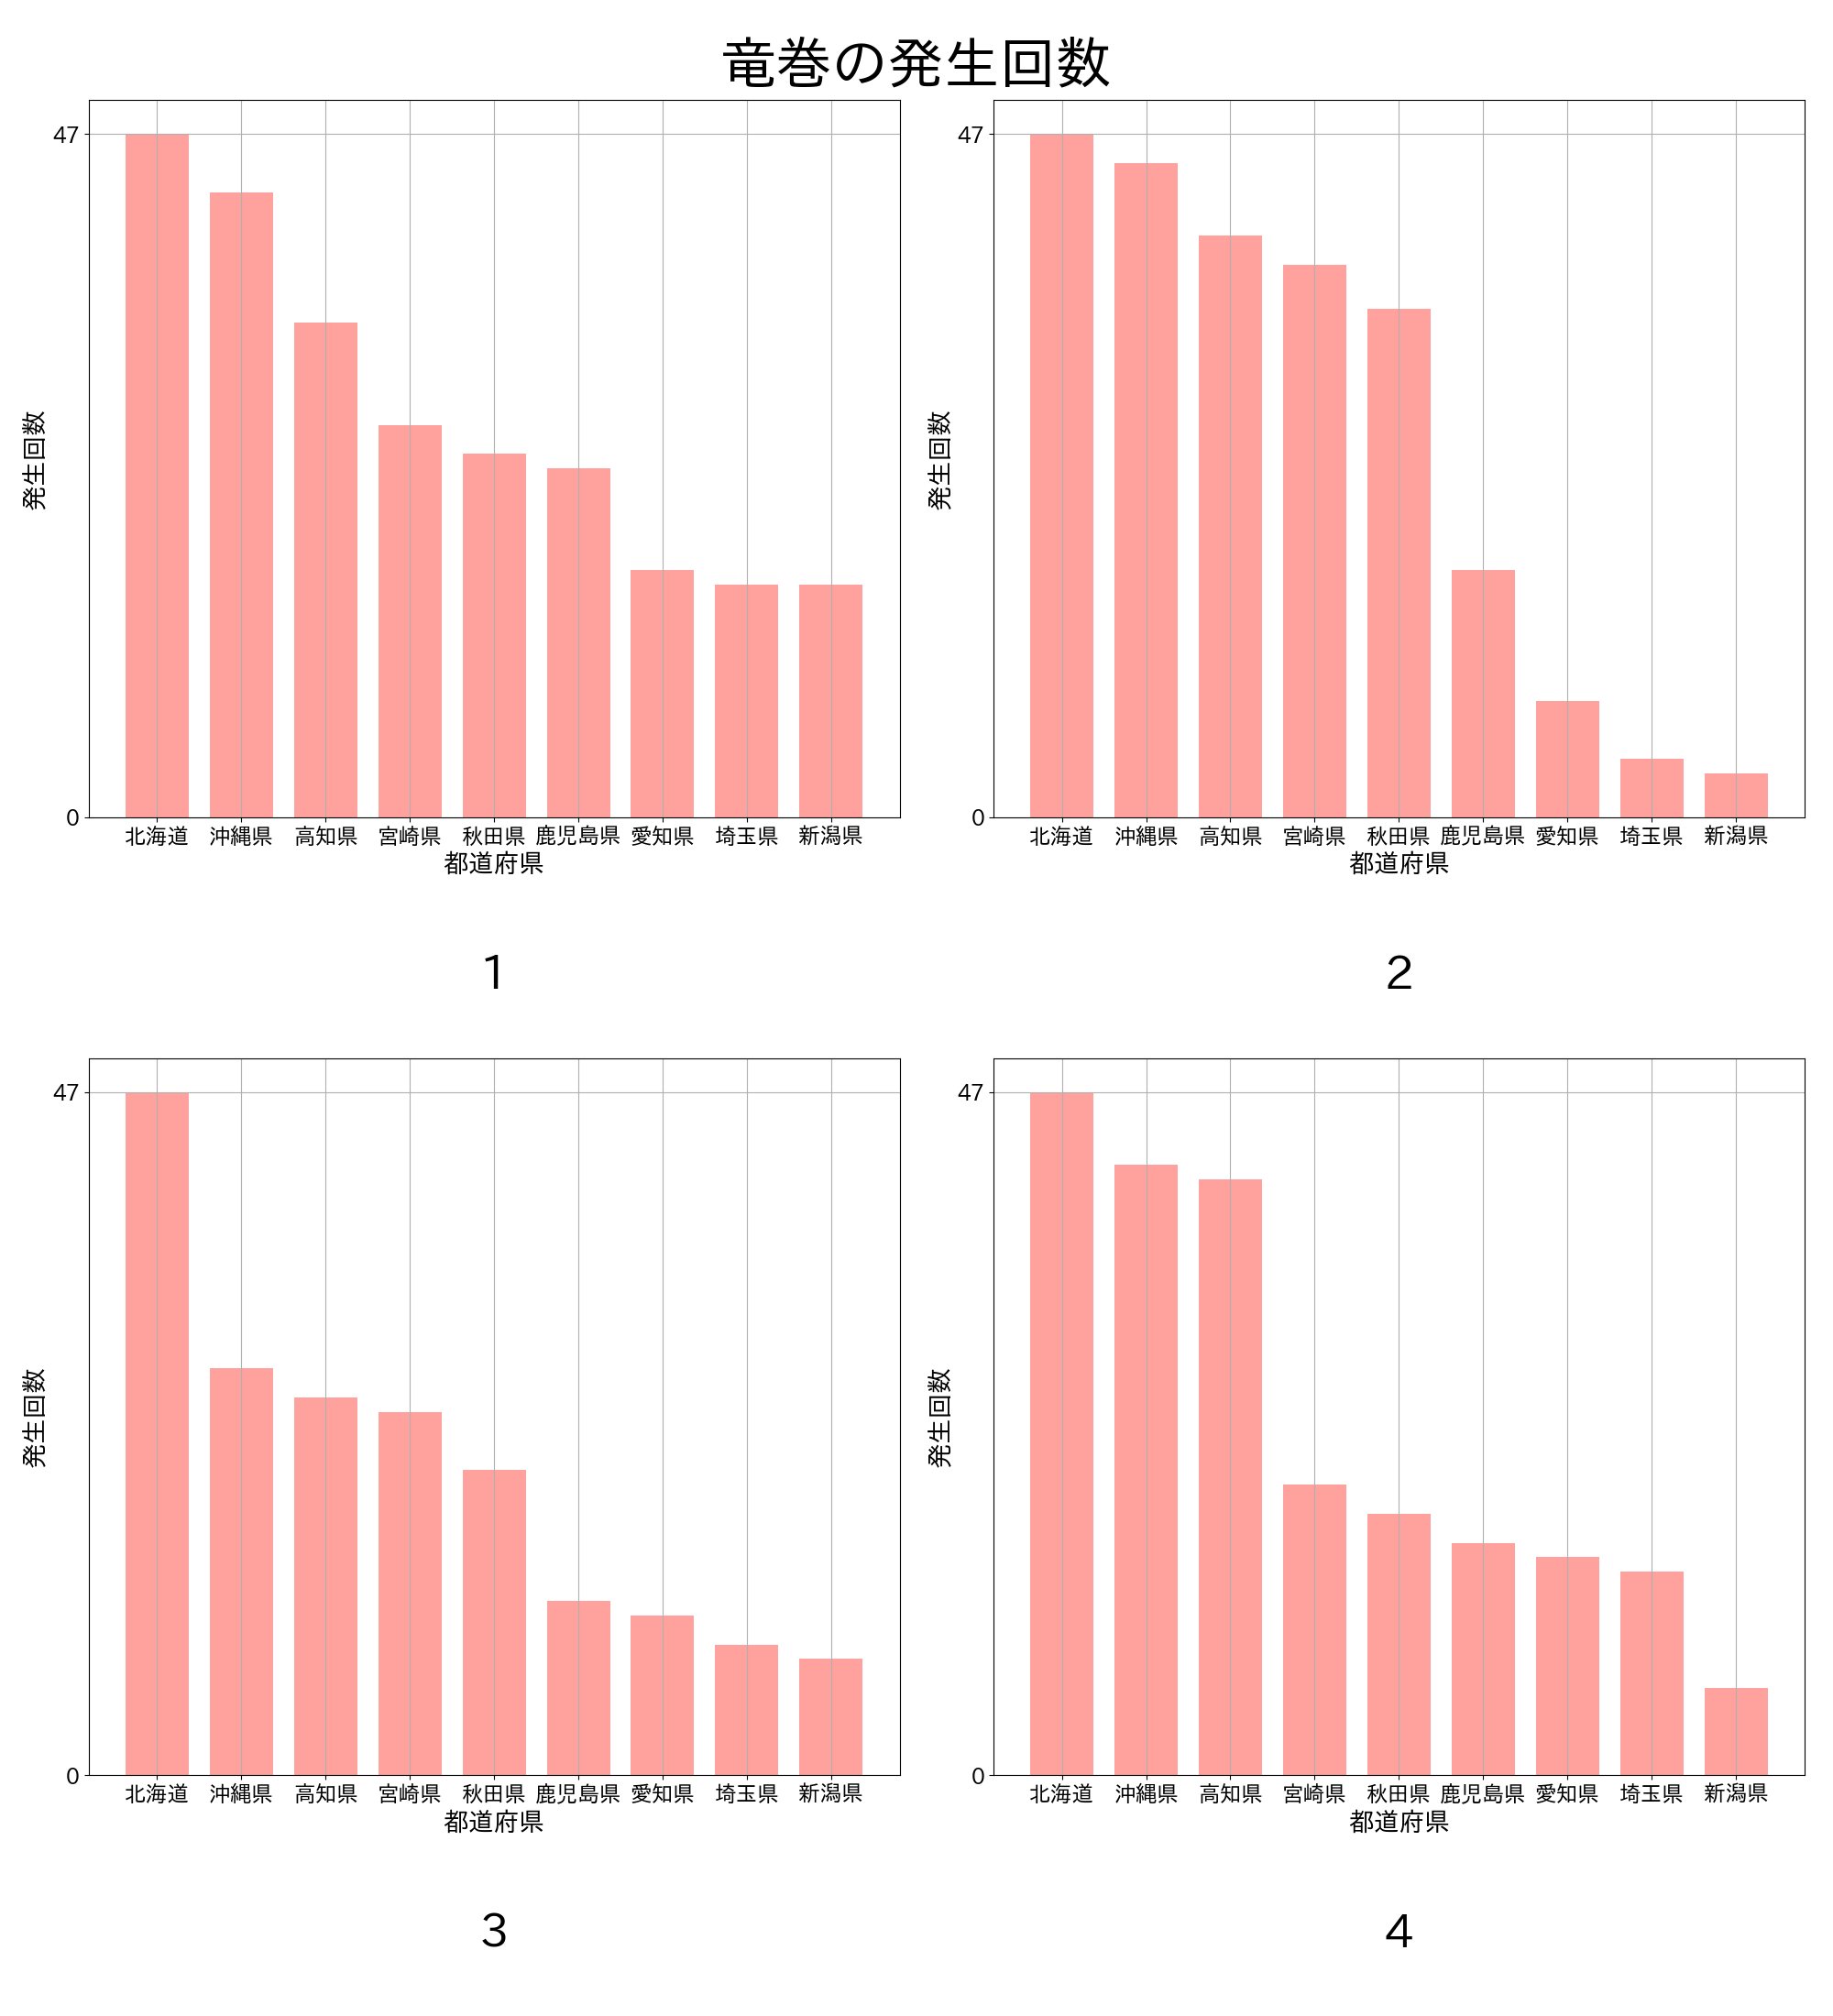 竜巻の発生回数
47
0
発生回数
北海道 沖縄県 高知県 宮崎県 秋田県 鹿児島県 愛知県 埼玉県 新潟県
都道府県
1
47
0
発生回数
北海道 沖縄県 高知県 宮崎県 秋田県 鹿児島県 愛知県 埼玉県 新潟県
都道府県
2
47
0
発生回数
北海道 沖縄県 高知県 宮崎県 秋田県 鹿児島県 愛知県 埼玉県 新潟県
都道府県
3
47
0
発生回数
北海道 沖縄県 高知県 宮崎県 秋田県 鹿児島県 愛知県 埼玉県 新潟県
都道府県
4